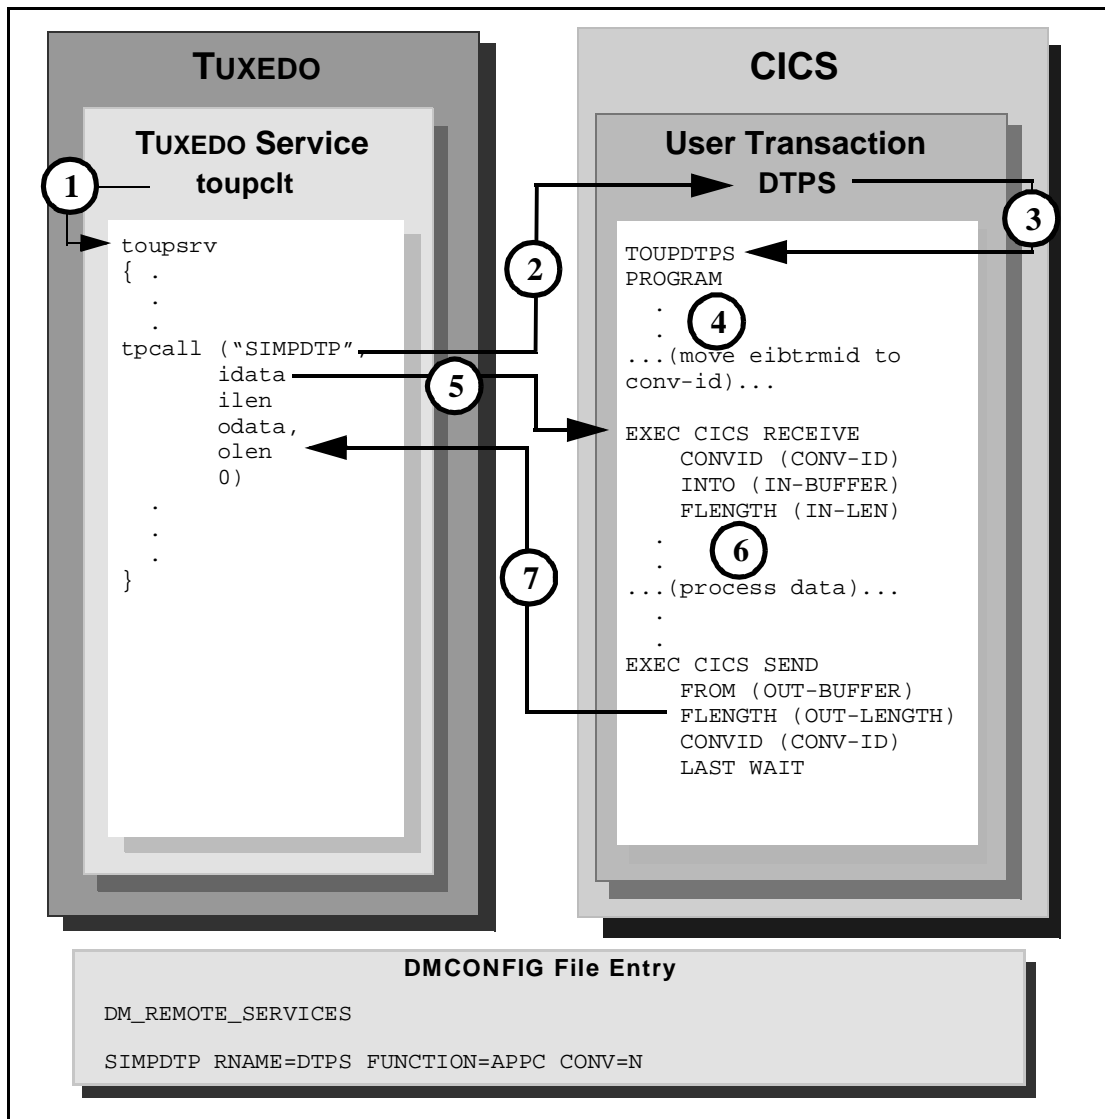 TUXEDO
TUXEDO Service
toupclt
1
toupsrv
{ .
.
.
tpcall ("SIMPDTP",
idata
ilen
odata,
olen
0)
.
.
.
}
2
5
7
CICS
User Transaction
DTPS
3
TOUPDTPS
PROGRAM
.
4
.
...(move eibtrmid to
conv-id)...
EXEC CICS RECEIVE
CONVID (CONV-ID)
INTO (IN-BUFFER)
FLENGTH (IN-LEN)
.
6
.
...(process data)...
.
.
EXEC CICS SEND
FROM (OUT-BUFFER)
FLENGTH (OUT-LENGTH)
CONVID (CONV-ID)
LAST WAIT
DMCONFIG File Entry
DM_REMOTE_SERVICES
SIMPDTP RNAME=DTPS FUNCTION=APPC CONV=N